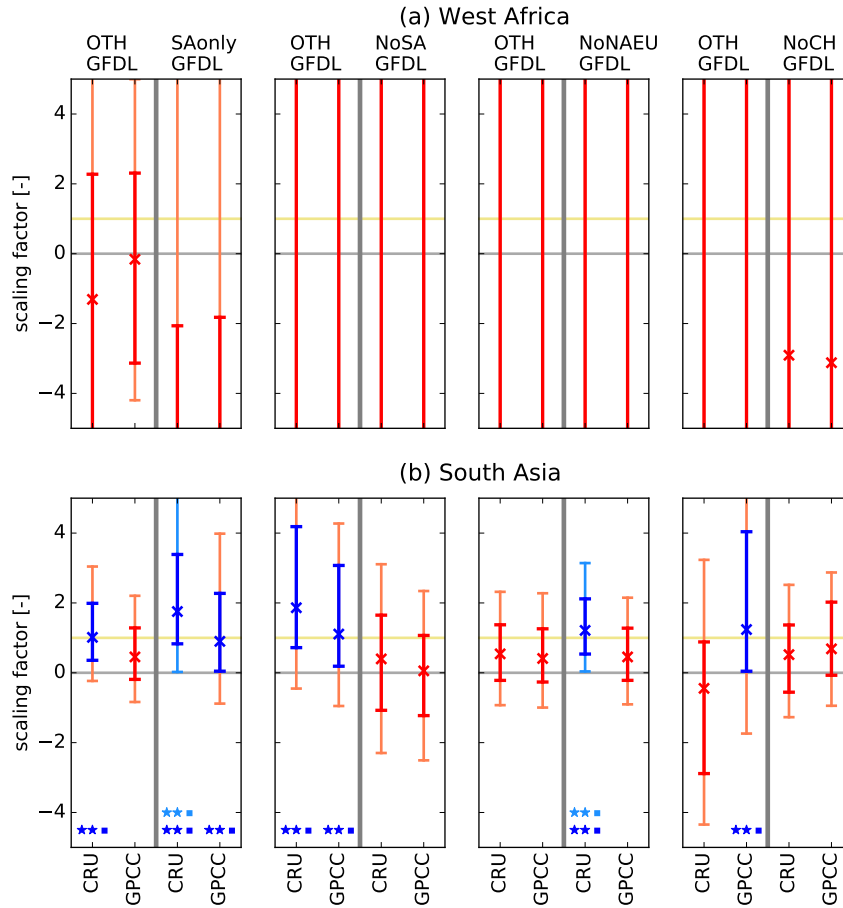 (a) West Africa
OTH SAonly OTH NoSA OTH NoNAEU OTH NoCH
GFDL GFDL GFDL GFDL GFDL GFDL GFDL GFDL
4
2
0
−2
−4
scaling factor [-]
(b) South Asia
4
2
0
−2
−4
scaling factor [-]
CRU GPCC CRU GPCC CRU GPCC CRU GPCC CRU GPCC CRU GPCC CRU GPCC CRU GPCC